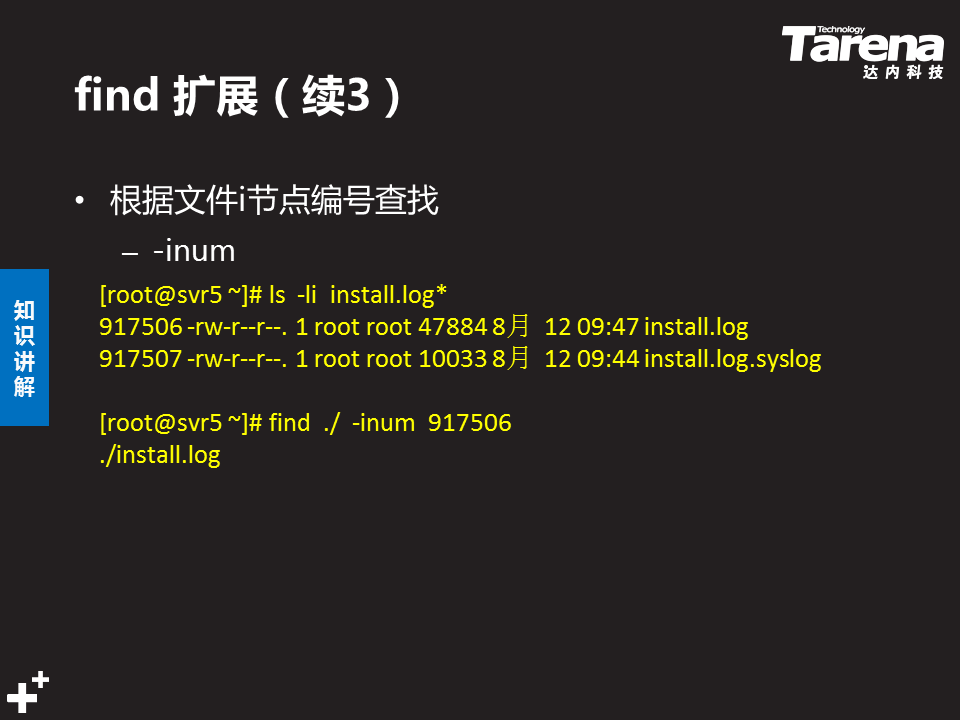 Technology
Tarena
达内科技
find 扩展（续3）
• 根据文件i节点编号查找
– -inum
知识讲解
[root@svr5 ~]# ls  -li  install.log*
917506 -rw-r--r--. 1 root root 47884 8月  12 09:47 install.log
917507 -rw-r--r--. 1 root root 10033 8月  12 09:44 install.log.syslog
[root@svr5 ~]# find  ./  -inum  917506
./install.log